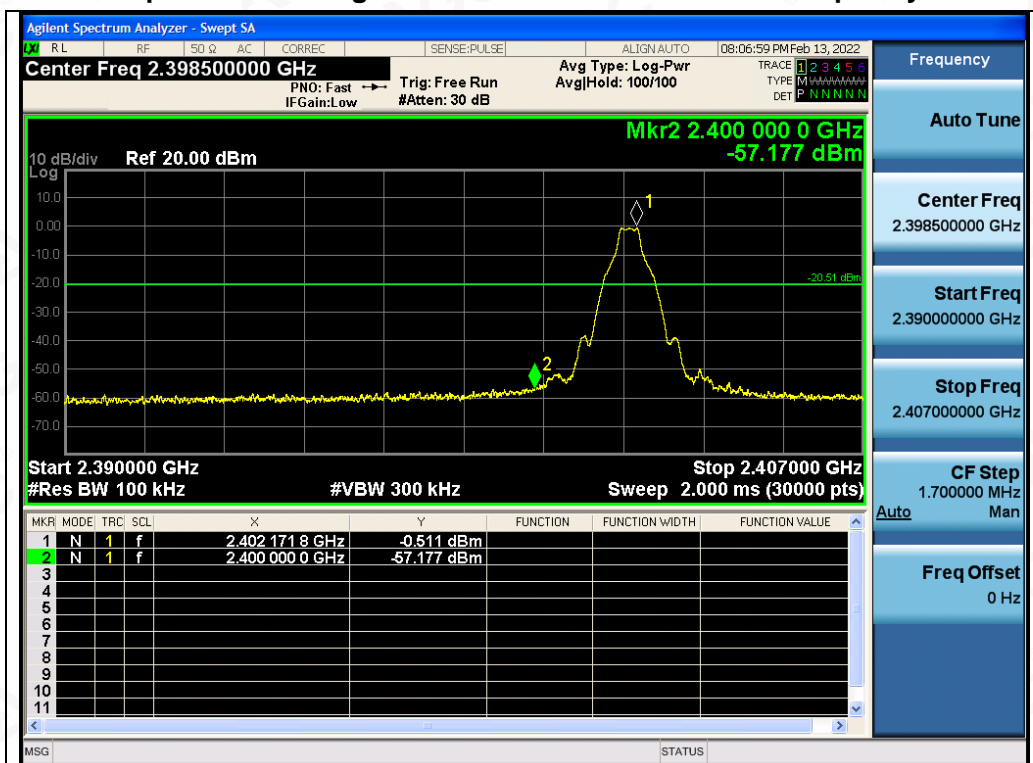 Agilent Spectrum Analyzer - Swept SA
LXI RL RF 50 Ω AC CORREC SENSE:PULSE ALIGN AUTO 08:06:59 PM Feb 13, 2022
Center Freq 2.398500000 GHz
PNO: Fast
IFGain:Low
Trig: Free Run
#Atten: 30 dB
Avg Type: Log-Pwr
Avg|Hold: 100/100
TRACE 1 2 3 4 5 6
TYPE M
DET P N N N N N
Mkr2 2.400 000 0 GHz
-57.177 dBm
10 dB/div Ref 20.00 dBm
Log
10.0
0.00
-10.0
-20.0
-30.0
-40.0
-50.0
-60.0
-70.0
1
-20.51 dBm
2
Start 2.390000 GHz Stop 2.407000 GHz
#Res BW 100 kHz #VBW 300 kHz Sweep 2.000 ms (30000 pts)
MKR MODE TRC SCL X Y FUNCTION FUNCTION WIDTH FUNCTION VALUE
1 N 1 f 2.402 171 8 GHz -0.511 dBm
2 N 1 f 2.400 000 0 GHz -57.177 dBm
3
4
5
6
7
8
9
10
11
MSG STATUS
Frequency
Auto Tune
Center Freq
2.398500000 GHz
Start Freq
2.390000000 GHz
Stop Freq
2.407000000 GHz
CF Step
1.700000 MHz
Auto Man
Freq Offset
0 Hz